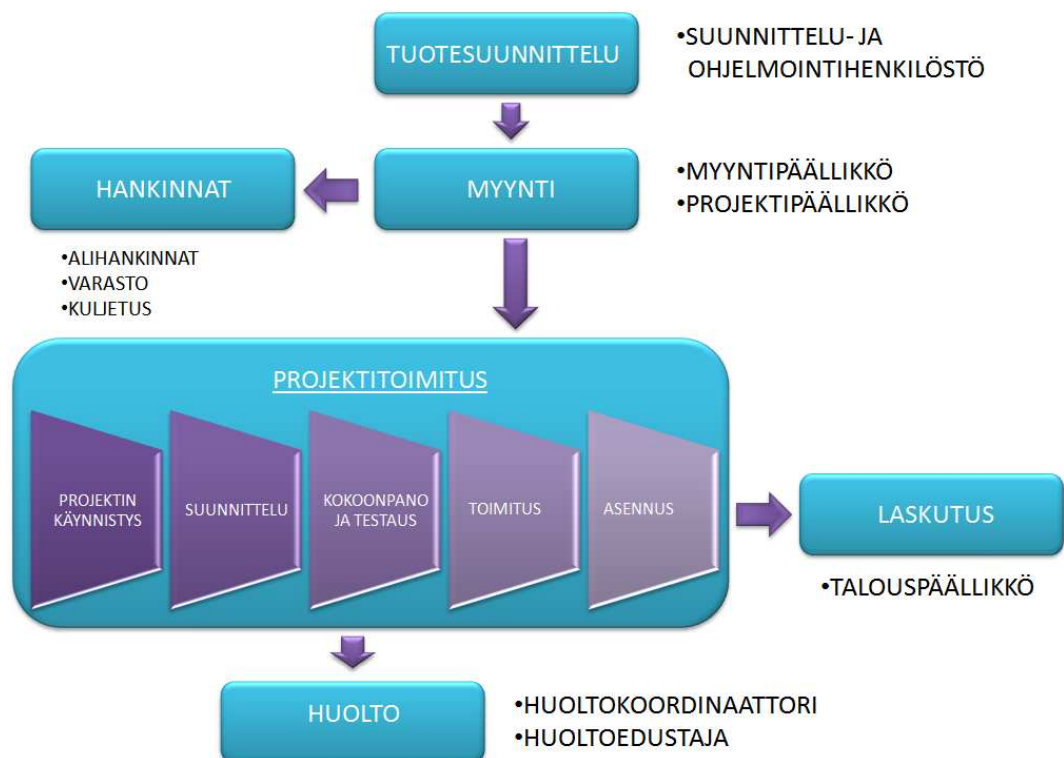 TUOTESUUNNITTELU
•SUUNNITTELU- JA
OHJELMOINTIHENKILÖSTÖ
HANKINNAT
MYYNTI
•MYYNTIPÄÄLLIKKÖ
•PROJEKTIPÄÄLLIKKÖ
•ALIHANKINNAT
•VARASTO
•KULJETUS
PROJEKTITOIMITUS
PROJEKTIN
KÄYNNISTYS
SUUNNITTELU
KOKOONPANO
JA TESTAUS
TOIMITUS
ASENNUS
LASKUTUS
•TALOUSPÄÄLLIKKÖ
HUOLTO
•HUOLTOKOORDINAATTORI
•HUOLTOEDUSTAJA